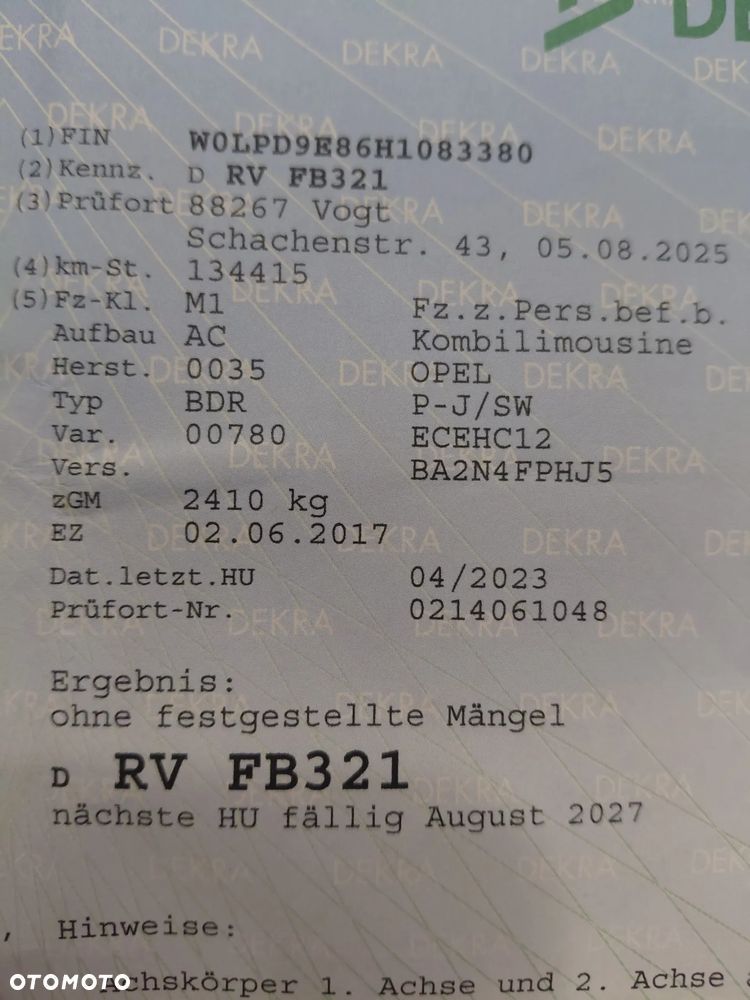 (1)FIN W0LPD9E86H1083380
(2)Kennz. D RV FB321
(3)Prüfort 88267 Vogt
Schachenstr. 43, 05.08.2025
(4)km-St. 134415
(5)Fz-Kl. M1 Fz.z.Pers.bef.b.
Aufbau AC Kombilimousine
Herst. 0035 OPEL
Typ BDR P-J/SW
Var. 00780 ECEHC12
Vers. BA2N4FPHJ5
zGM 2410 kg
EZ 02.06.2017
Dat.letzt.HU 04/2023
Prüfort-Nr. 0214061048
Ergebnis:
ohne festgestellte Mängel
D RV FB321
nächste HU fällig August 2027
, Hinweise:
Achskörper 1. Achse und 2. Achse
OTOMOTO